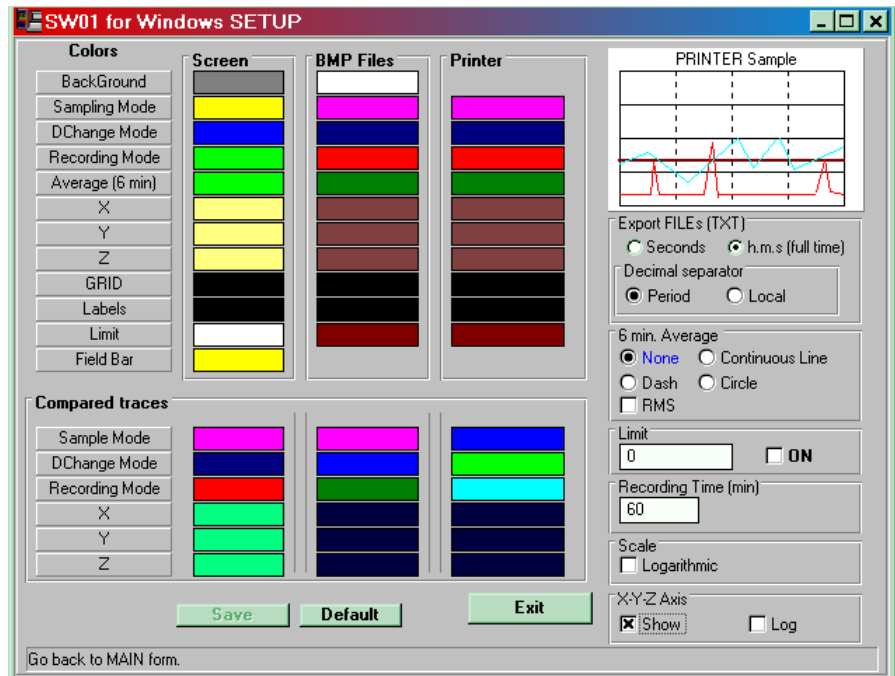 SW01 for Windows SETUP
Colors
Screen
BMP Files
Printer
BackGround
Sampling Mode
DChange Mode
Recording Mode
Average (6 min)
X
Y
Z
GRID
Labels
Limit
Field Bar
Compared traces
Sample Mode
DChange Mode
Recording Mode
X
Y
Z
Save
Default
Exit
PRINTER Sample
Export FILEs (TXT)
Seconds h.m.s (full time)
Decimal separator
Period Local
6 min. Average
None Continuous Line
Dash Circle
RMS
Limit
0 ON
Recording Time (min)
60
Scale
Logarithmic
X-Y-Z Axis
Show Log
Go back to MAIN form.